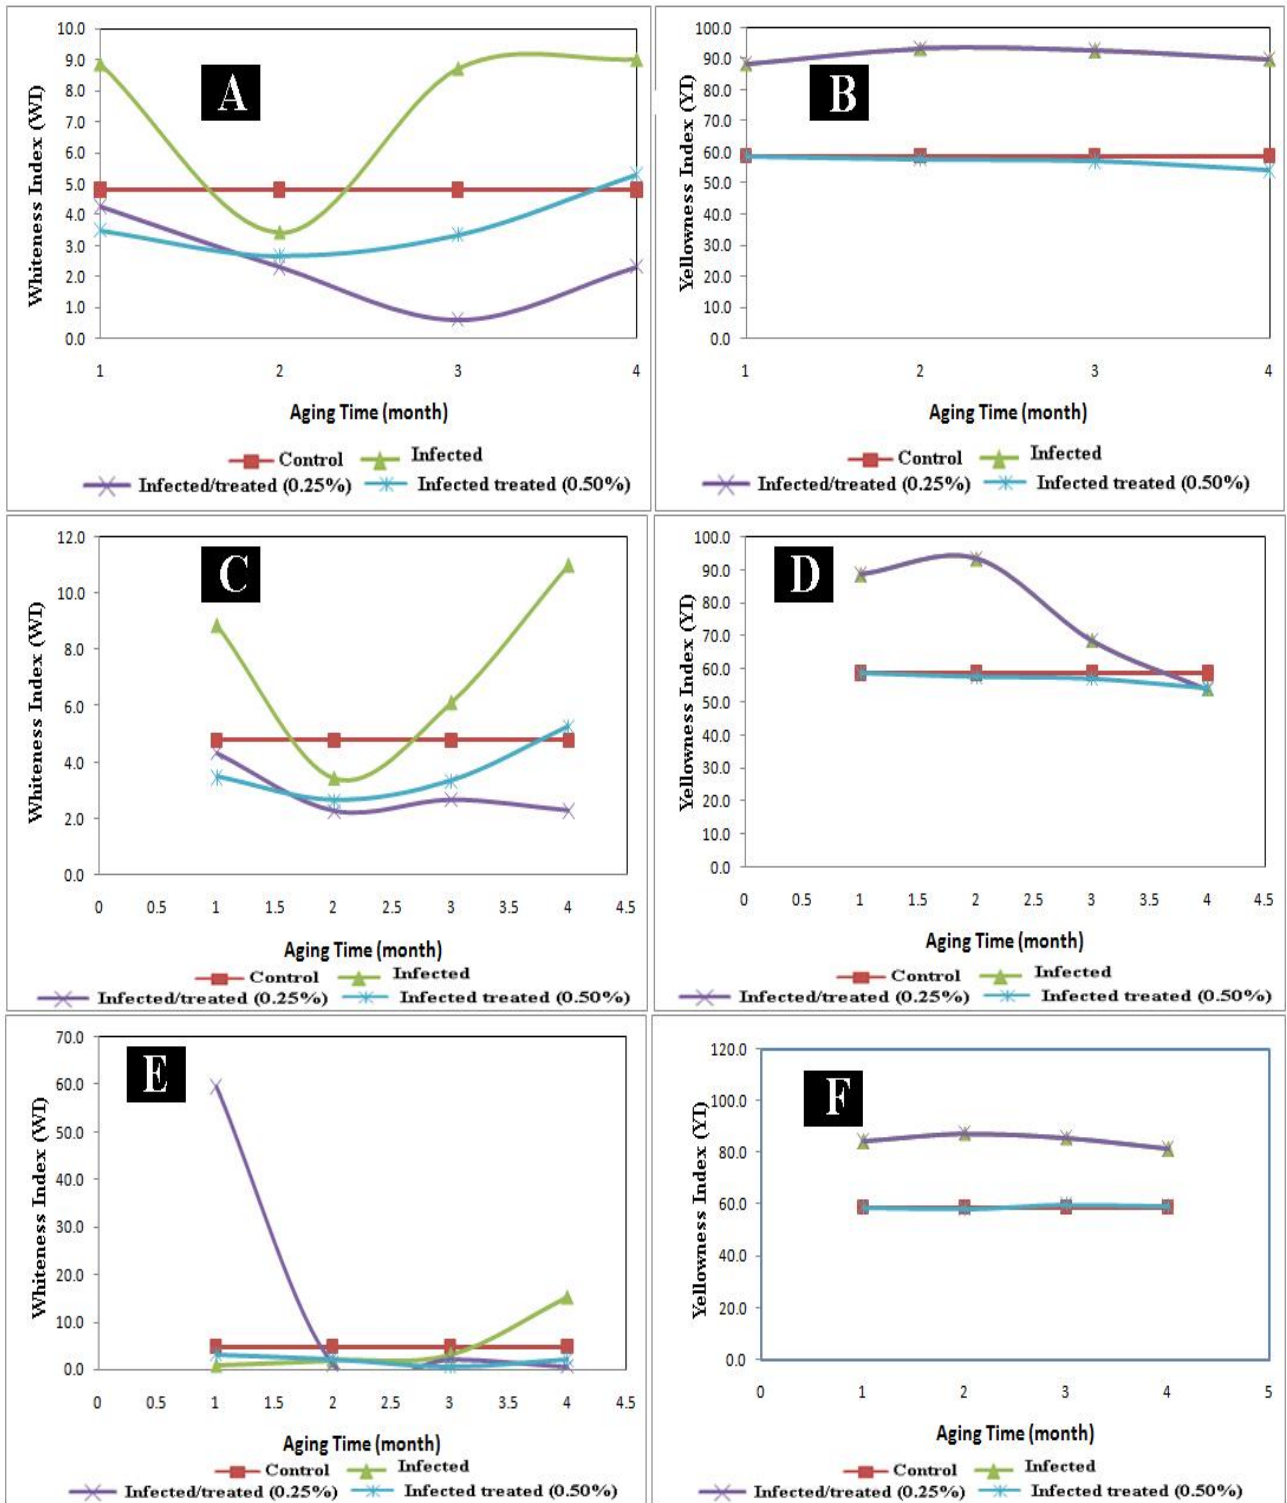 A
Whiteness Index (WI)
10.0
9.0
8.0
7.0
6.0
5.0
4.0
3.0
2.0
1.0
0.0
1 2 3 4
Aging Time (month)
Control Infected
Infected/treated (0.25%) Infected treated (0.50%)
B
Yellowness Index (YI)
100.0
90.0
80.0
70.0
60.0
50.0
40.0
30.0
20.0
10.0
0.0
1 2 3 4
Aging Time (month)
Control Infected
Infected/treated (0.25%) Infected treated (0.50%)
C
Whiteness Index (WI)
12.0
10.0
8.0
6.0
4.0
2.0
0.0
0 0.5 1 1.5 2 2.5 3 3.5 4 4.5
Aging Time (month)
Control Infected
Infected/treated (0.25%) Infected treated (0.50%)
D
Yellowness Index (YI)
100.0
90.0
80.0
70.0
60.0
50.0
40.0
30.0
20.0
10.0
0.0
0 0.5 1 1.5 2 2.5 3 3.5 4 4.5
Aging Time (month)
Control Infected
Infected/treated (0.25%) Infected treated (0.50%)
E
Whiteness Index (WI)
70.0
60.0
50.0
40.0
30.0
20.0
10.0
0.0
0 0.5 1 1.5 2 2.5 3 3.5 4 4.5
Aging Time (month)
Control Infected
Infected/treated (0.25%) Infected treated (0.50%)
F
Yellowness Index (YI)
120.0
100.0
80.0
60.0
40.0
20.0
0.0
0 1 2 3 4 5
Aging Time (month)
Control Infected
Infected/treated (0.25%) Infected treated (0.50%)